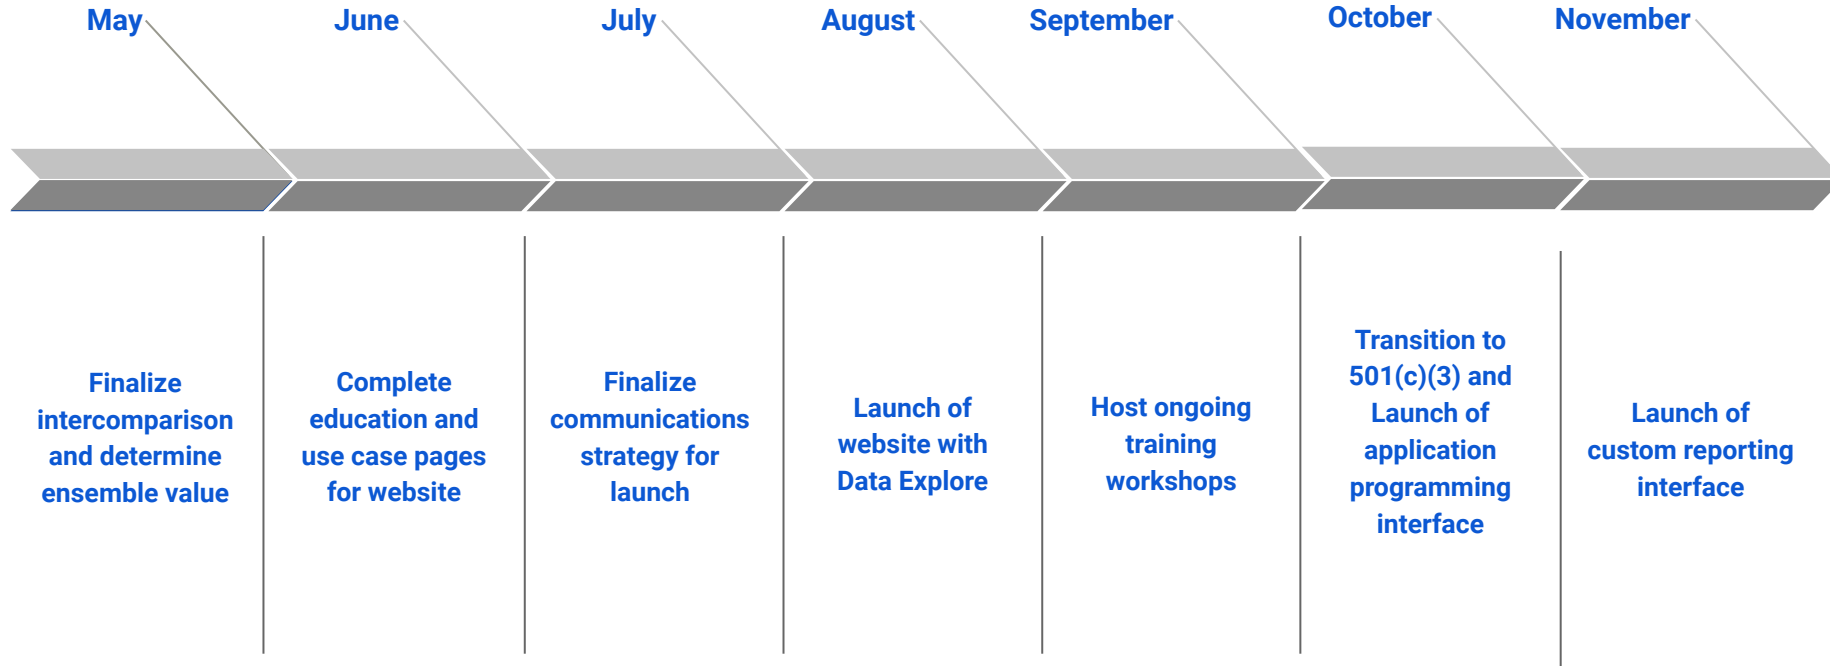 May
June
July
August
September
October
November
Finalize
intercomparison
and determine
ensemble value
Complete
education and
use case pages
for website
Finalize
communications
strategy for
launch
Launch of
website with
Data Explore
Host ongoing
training
workshops
Transition to
501(c)(3) and
Launch of
application
programming
interface
Launch of
custom reporting
interface